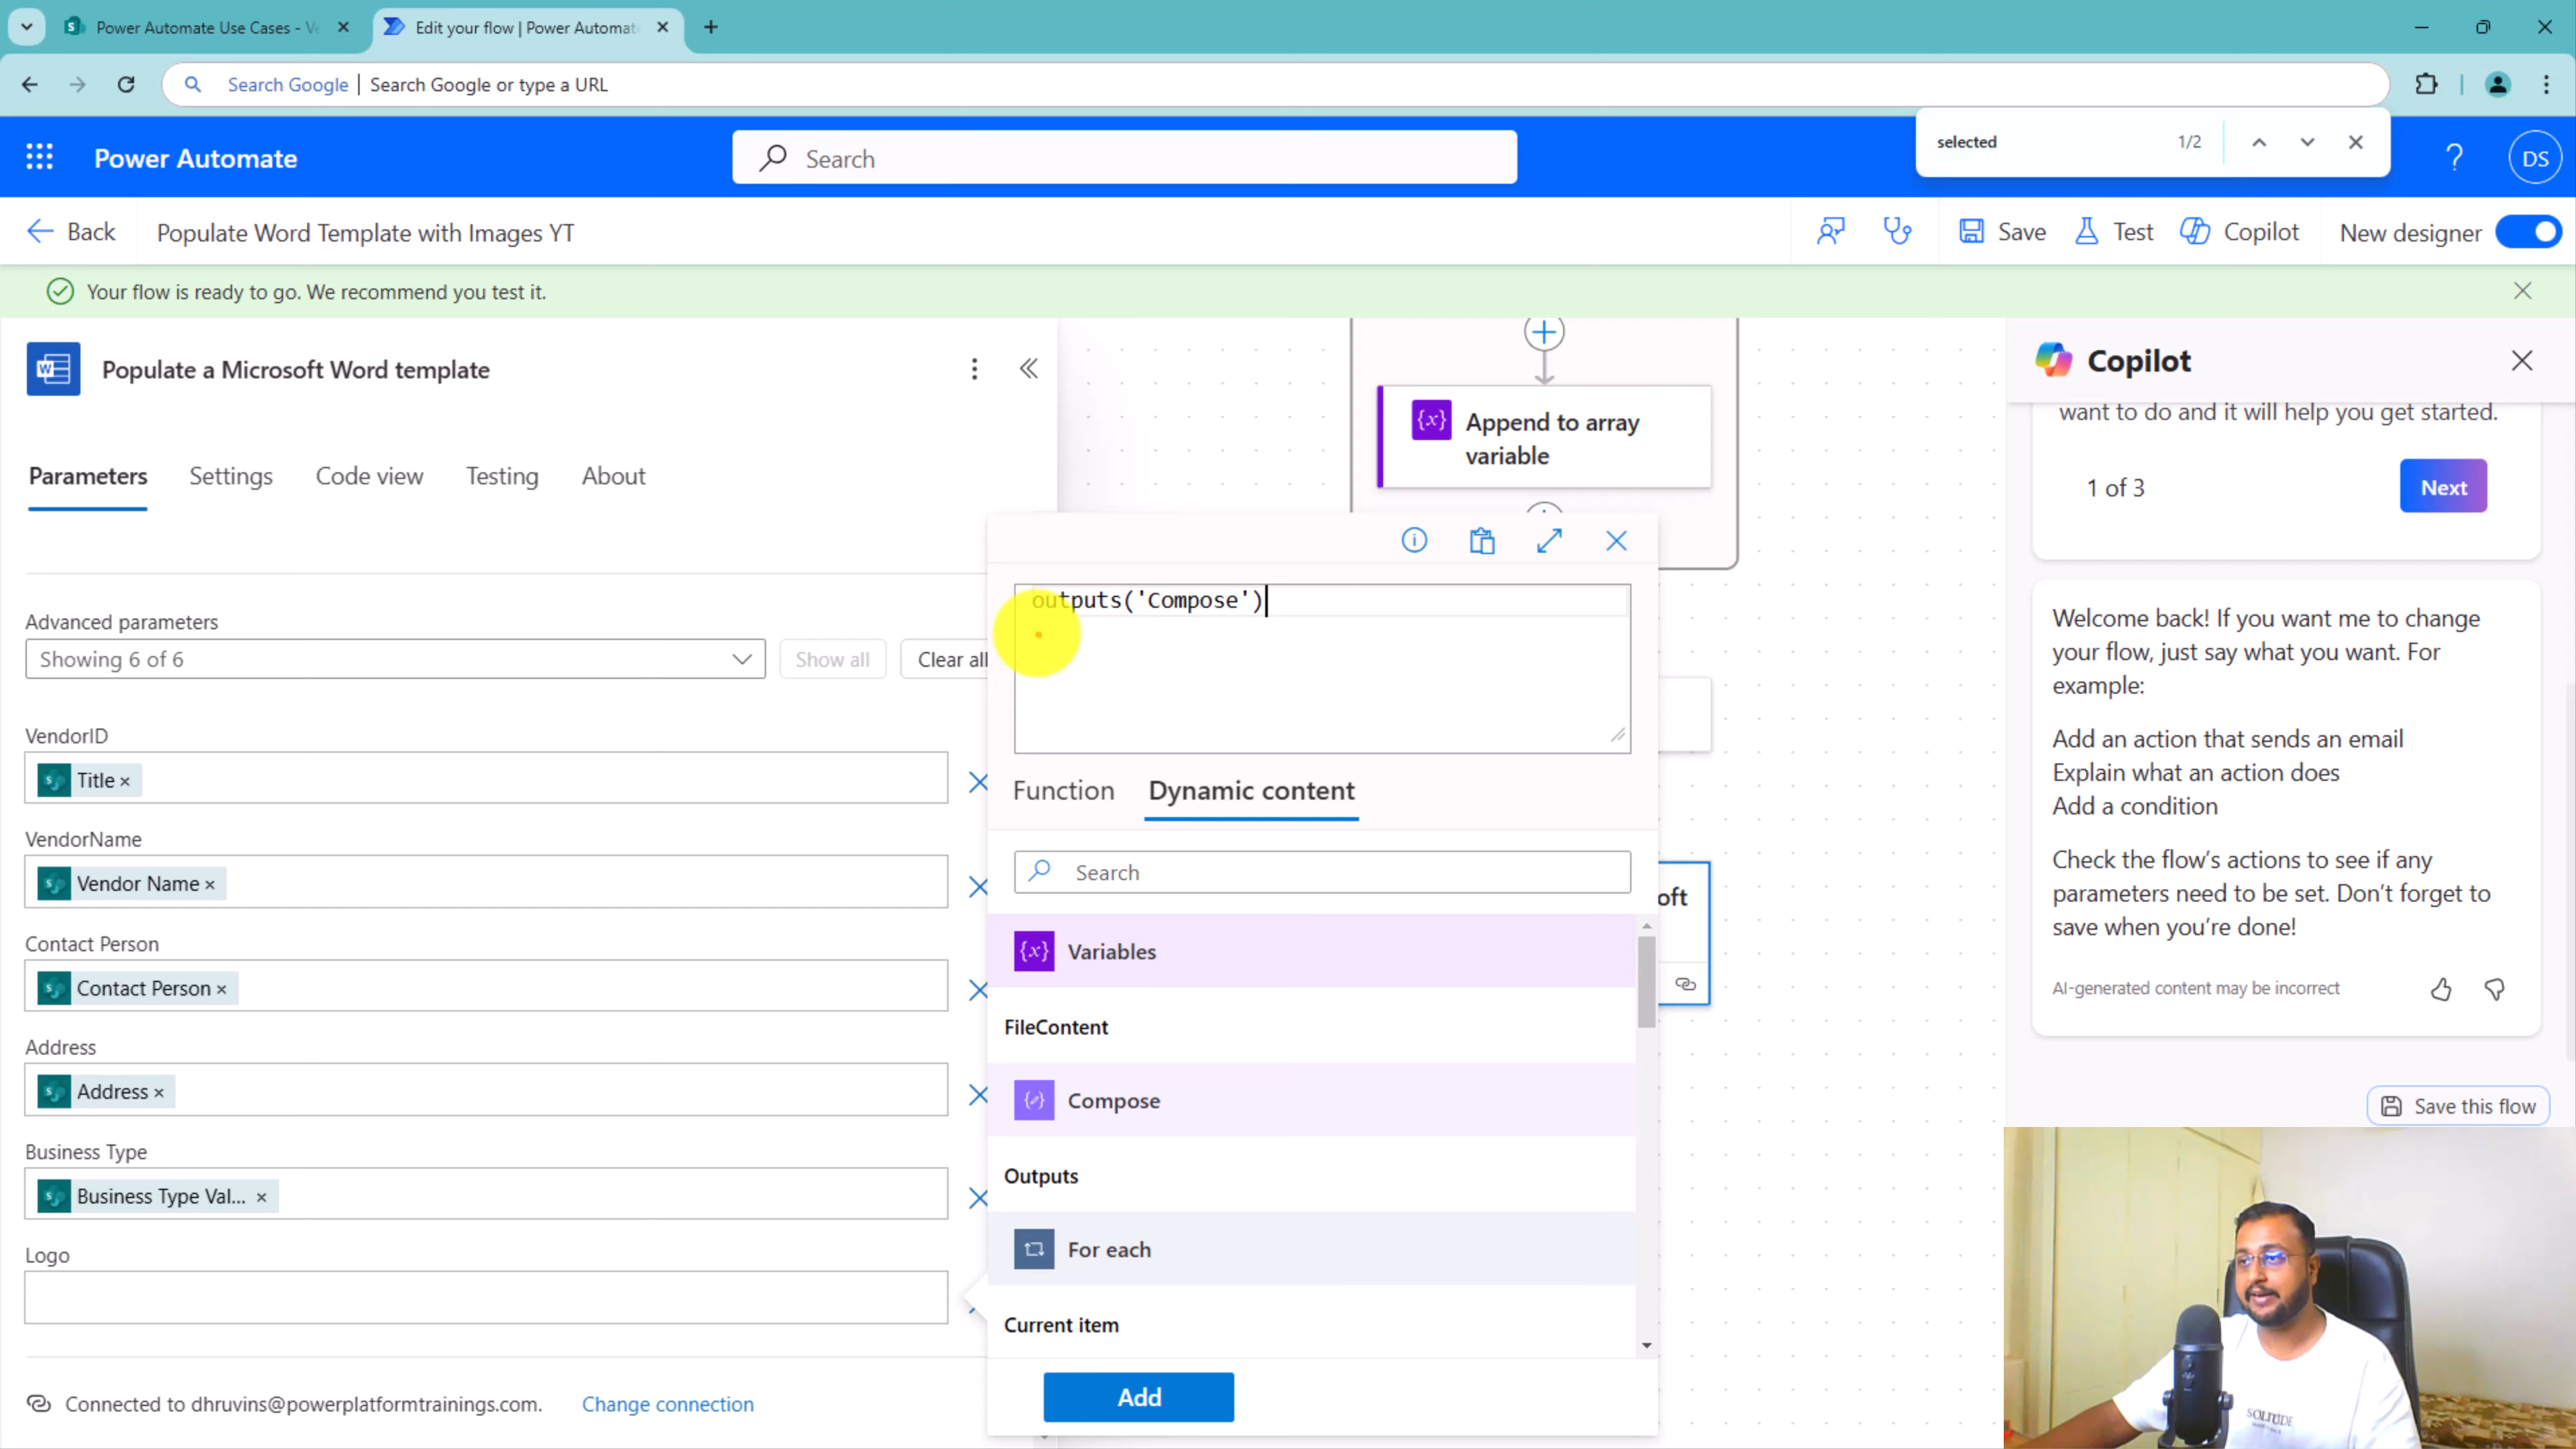 Power Automate Use Cases - Ve
Edit your flow | Power Automat
Search Google | Search Google or type a URL
selected 1/2
Power Automate
Search
DS
Back
Populate Word Template with Images YT
Save
Test
Copilot
New designer
Your flow is ready to go. We recommend you test it.
Populate a Microsoft Word template
Parameters
Settings
Code view
Testing
About
Advanced parameters
Showing 6 of 6
Show all
Clear all
VendorID
Title ×
VendorName
Vendor Name ×
Contact Person
Contact Person ×
Address
Address ×
Business Type
Business Type Val... ×
Logo
Connected to dhruvins@powerplatformtrainings.com.
Change connection
Append to array
variable
outputs('Compose')
Function
Dynamic content
Search
Variables
FileContent
Compose
Outputs
For each
Current item
Add
oft
Copilot
want to do and it will help you get started.
1 of 3
Next
Welcome back! If you want me to change
your flow, just say what you want. For
example:
Add an action that sends an email
Explain what an action does
Add a condition
Check the flow's actions to see if any
parameters need to be set. Don't forget to
save when you're done!
AI-generated content may be incorrect
Save this flow
SOLITUDE